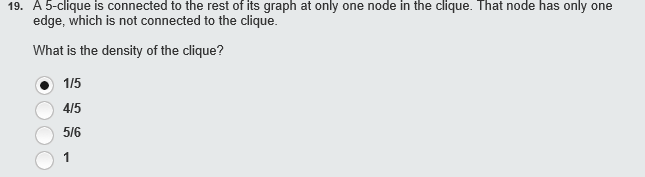 19. A 5-clique is connected to the rest of its graph at only one node in the clique. That node has only one
edge, which is not connected to the clique.
What is the density of the clique?
1/5
4/5
5/6
1